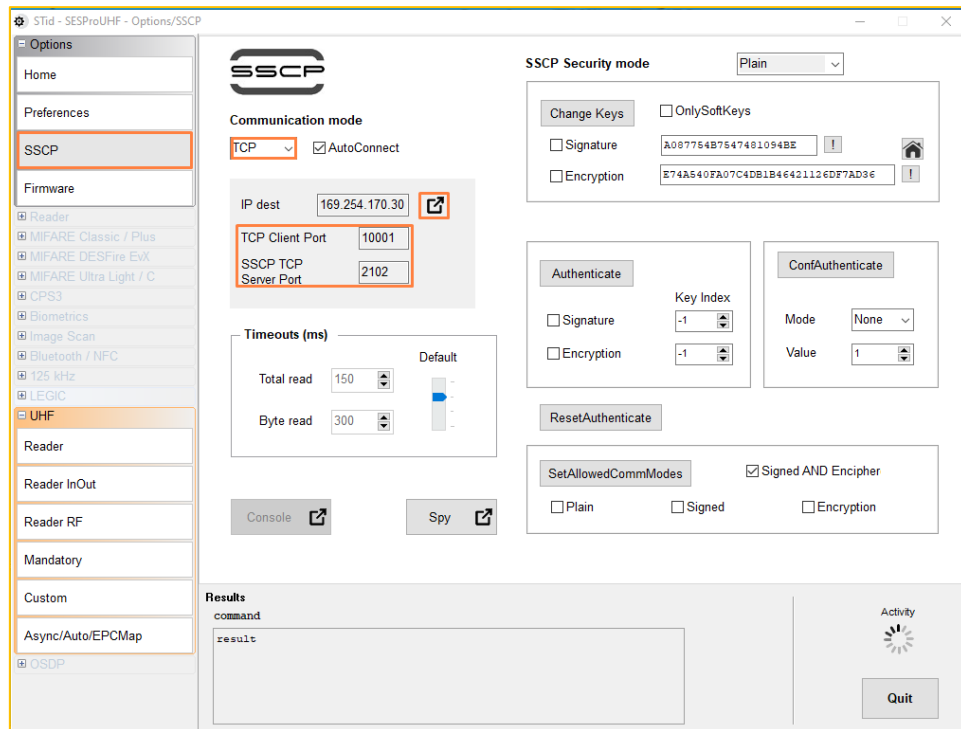 STid - SESProUHF - Options/SSCP
Options
Home
Preferences
SSCP
Firmware
Reader
MIFARE Classic / Plus
MIFARE DESFire EvX
MIFARE Ultra Light / C
CPS3
Biometrics
Image Scan
Bluetooth / NFC
125 kHz
LEGIC
UHF
Reader
Reader InOut
Reader RF
Mandatory
Custom
Async/Auto/EPCMap
OSDP
SSCP
Communication mode
TCP AutoConnect
IP dest 169.254.170.30
TCP Client Port 10001
SSCP TCP
Server Port 2102
Timeouts (ms)
Default
Total read 150
Byte read 300
Console Spy
SSCP Security mode Plain
Change Keys OnlySoftKeys
Signature A087754B7547481094BE !
Encryption E74A540FA07C4DB1B46421126DF7AD36 !
Authenticate
Key Index
Signature -1
Encryption -1
ConfAuthenticate
Mode None
Value 1
ResetAuthenticate
SetAllowedCommModes Signed AND Encipher
Plain Signed Encryption
Results
command
result
Activity
Quit